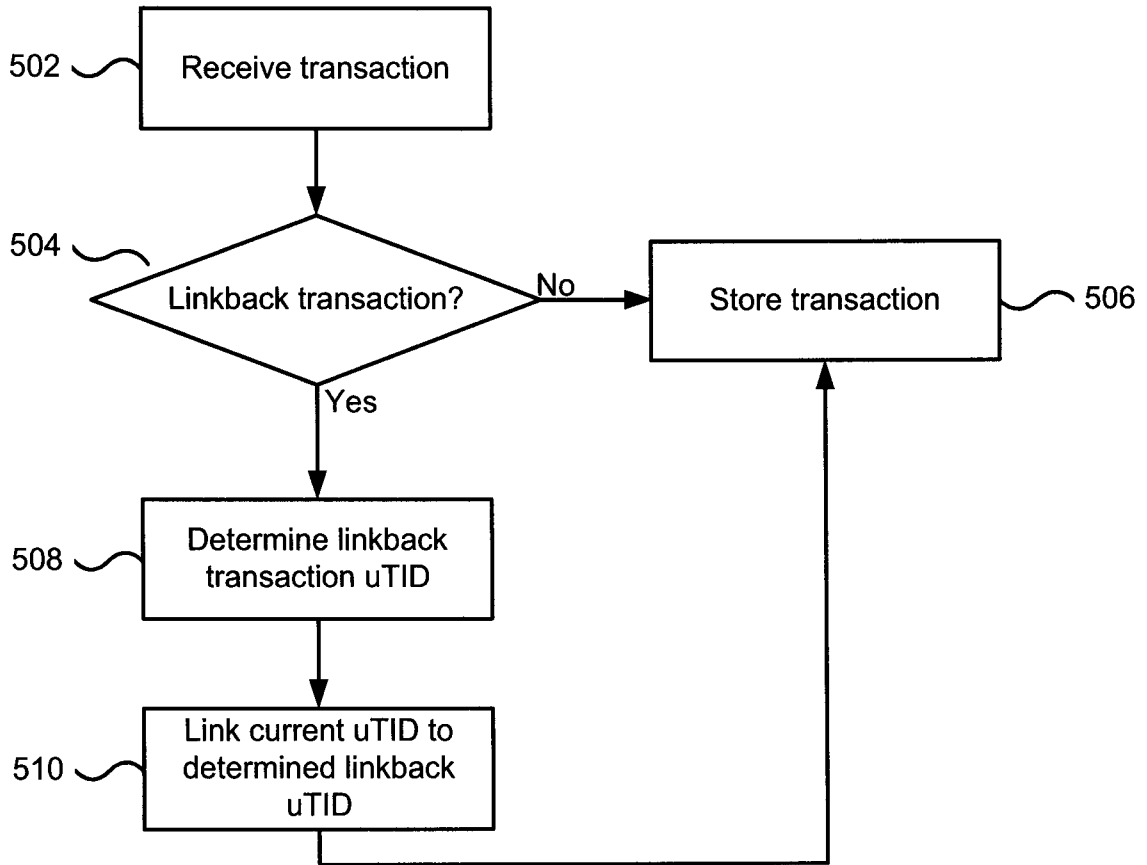 502
Receive transaction
504
Linkback transaction?
No
Store transaction
506
Yes
508
Determine linkback
transaction uTID
510
Link current uTID to
determined linkback
uTID